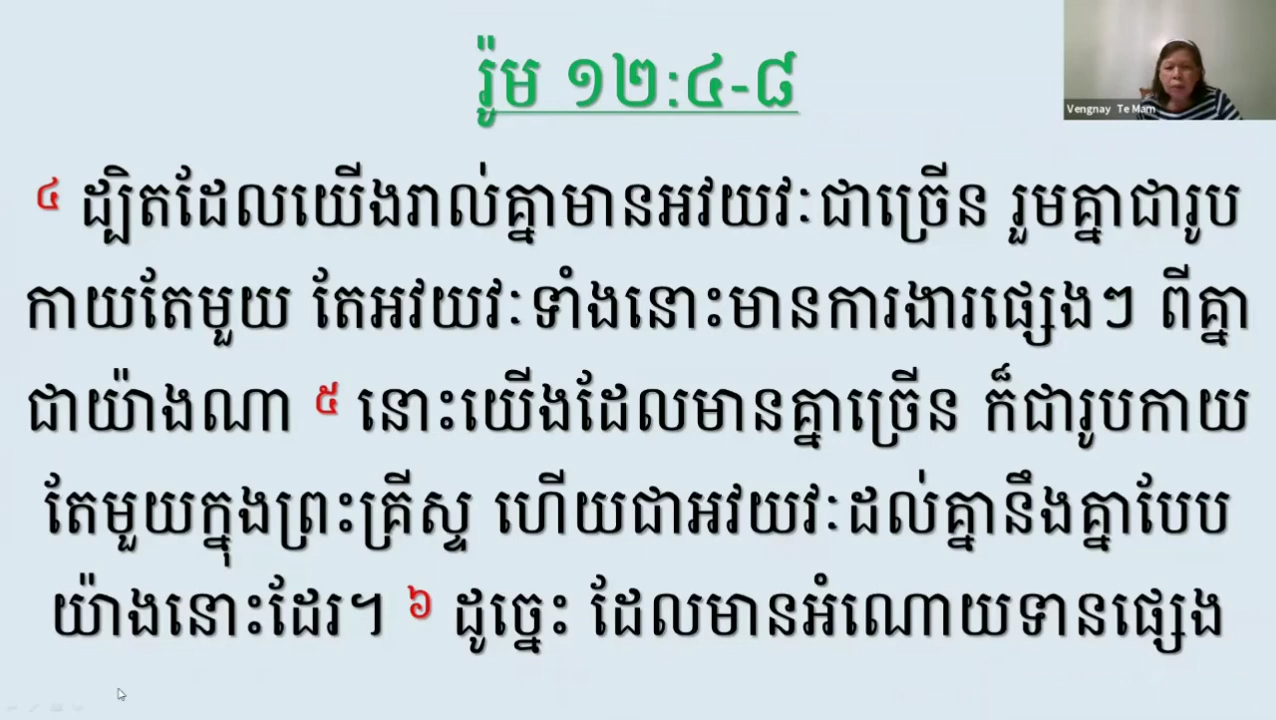 រ៉ូម ១២:៤-៨
Vengnay Te Mam
៤ ដ្បិតដែលយើងរាល់គ្នាមានអវយវៈជាច្រើន រួមគ្នាជារូប
កាយតែមួយ តែអវយវៈទាំងនោះមានការងារផ្សេងៗ ពីគ្នា
ជាយ៉ាងណា ៥ នោះយើងដែលមានគ្នាច្រើន ក៏ជារូបកាយ
តែមួយក្នុងព្រះគ្រីស្ទ ហើយជាអវយវៈដល់គ្នានឹងគ្នាបែប
យ៉ាងនោះដែរ។ ៦ ដូច្នេះ ដែលមានអំណោយទានផ្សេង